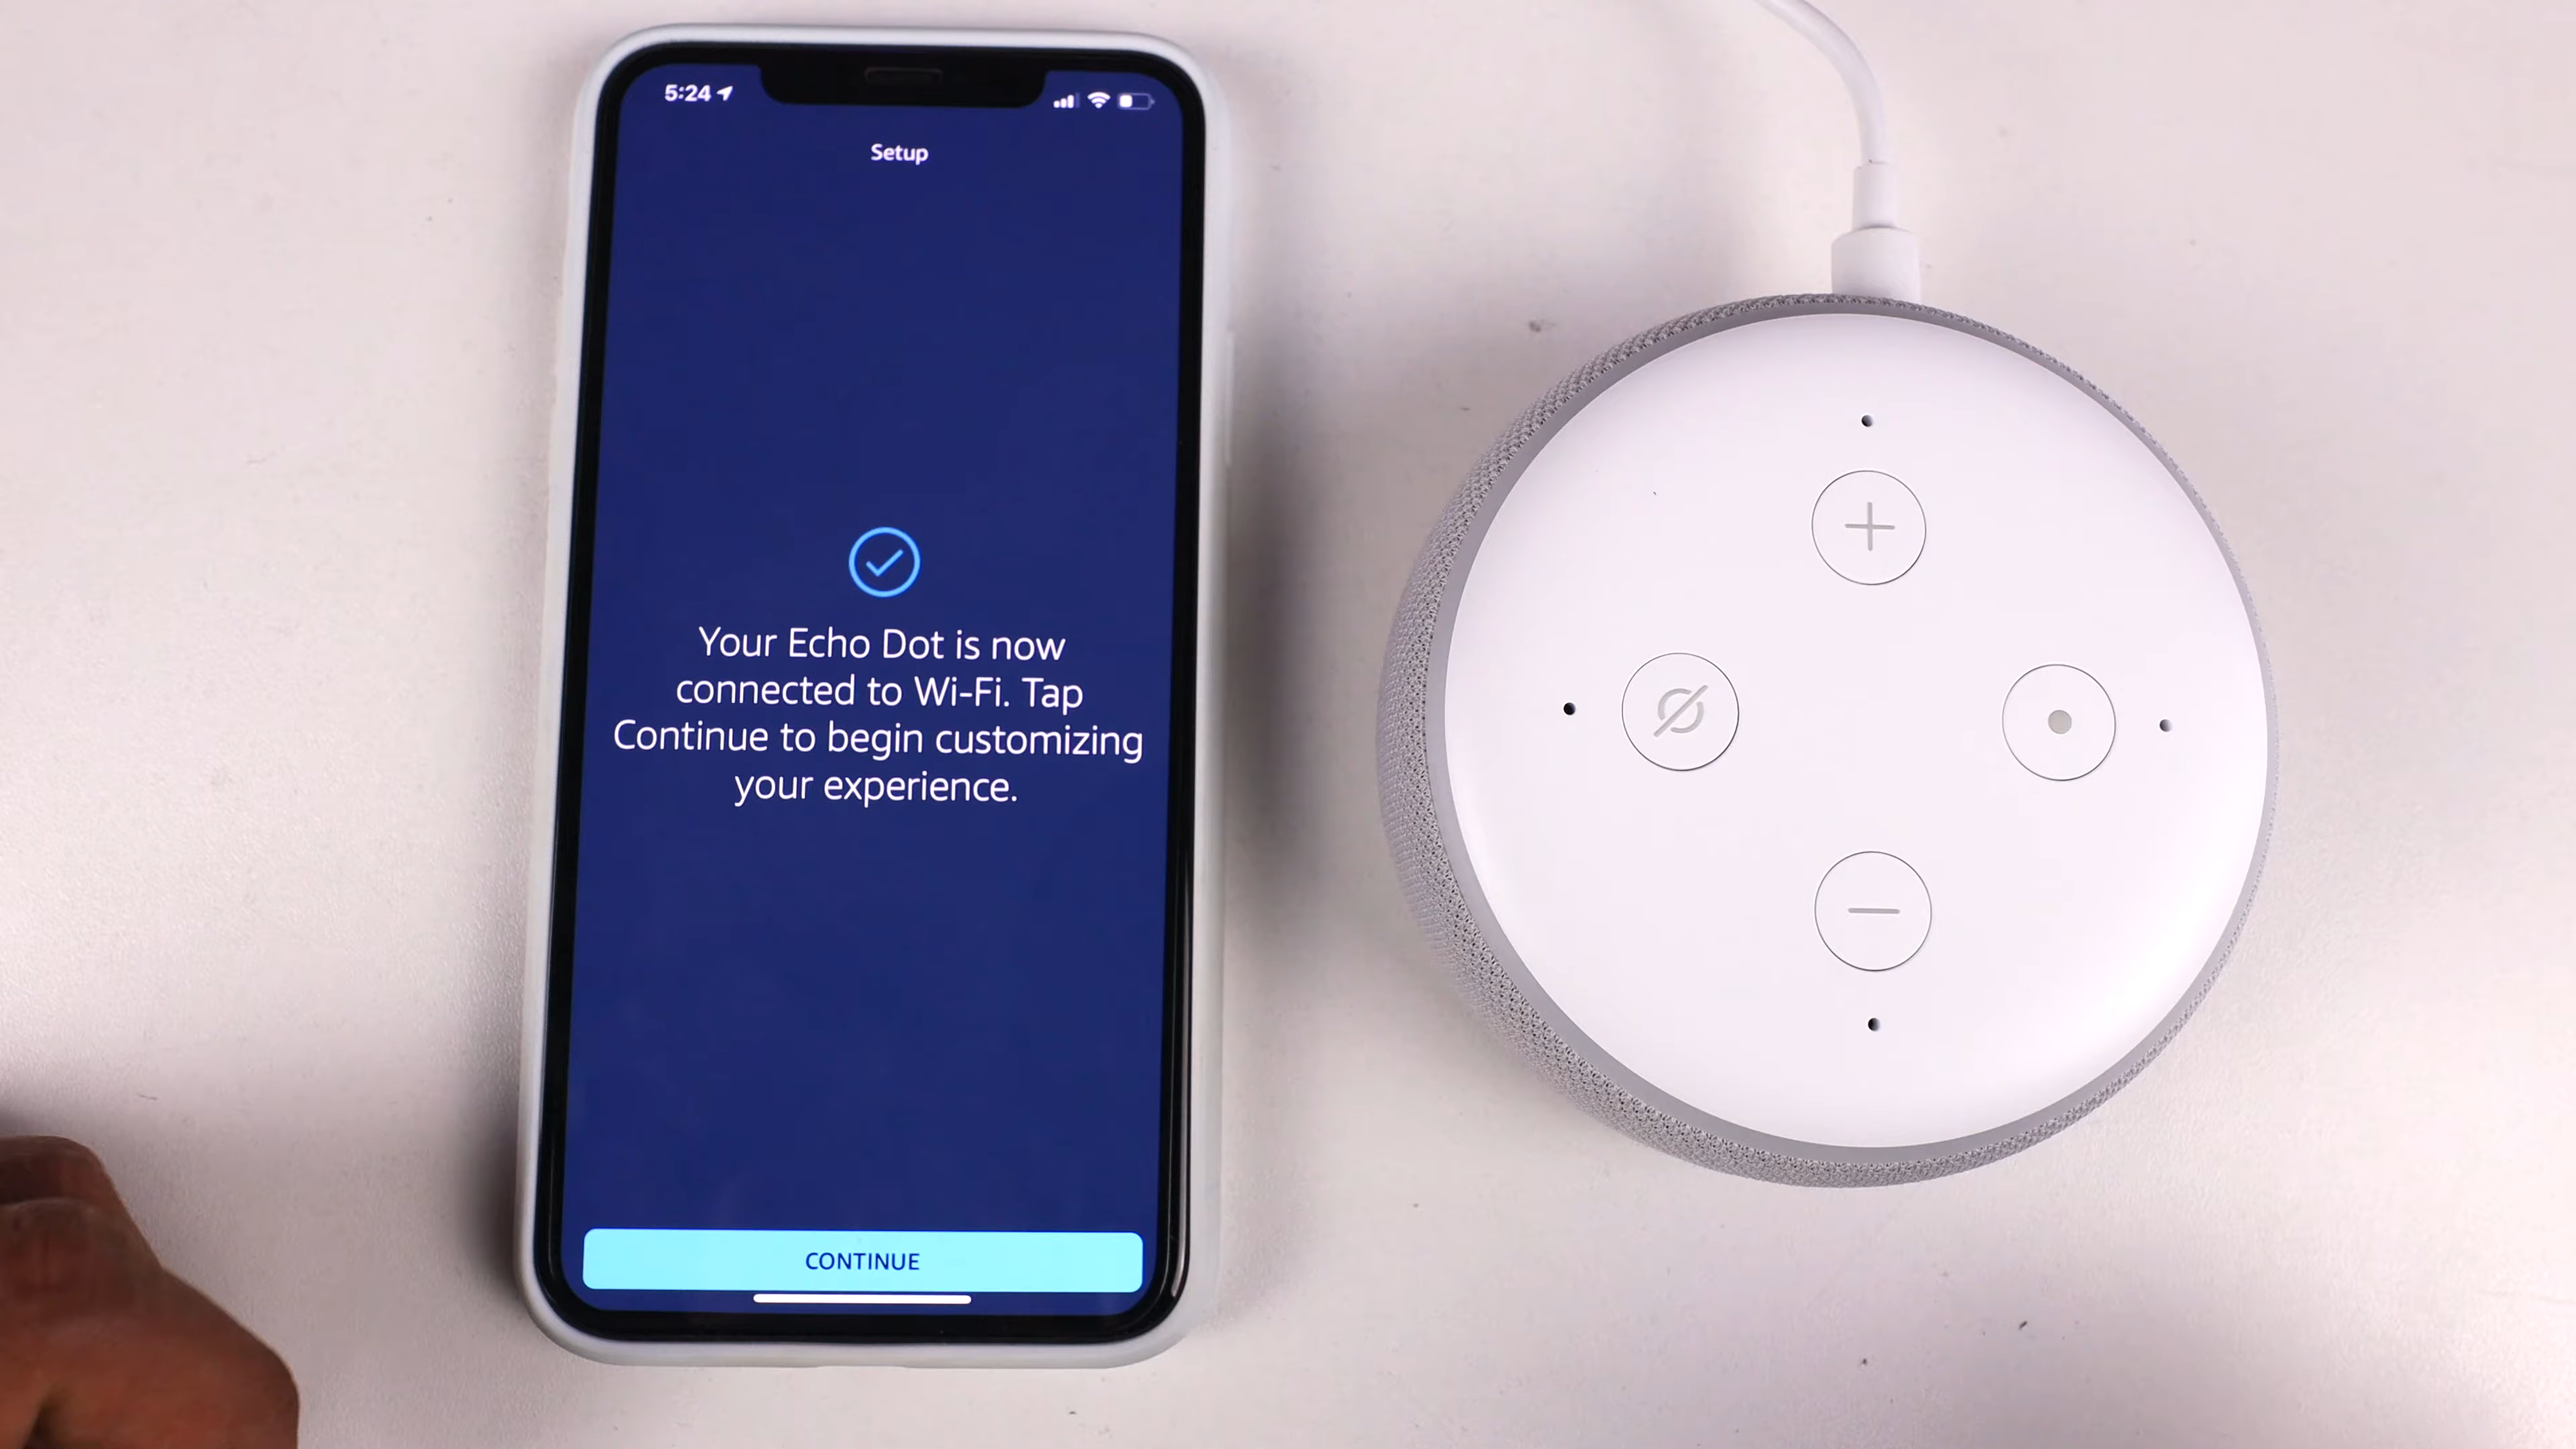 5:24
Setup
Your Echo Dot is now
connected to Wi-Fi. Tap
Continue to begin customizing
your experience.
CONTINUE